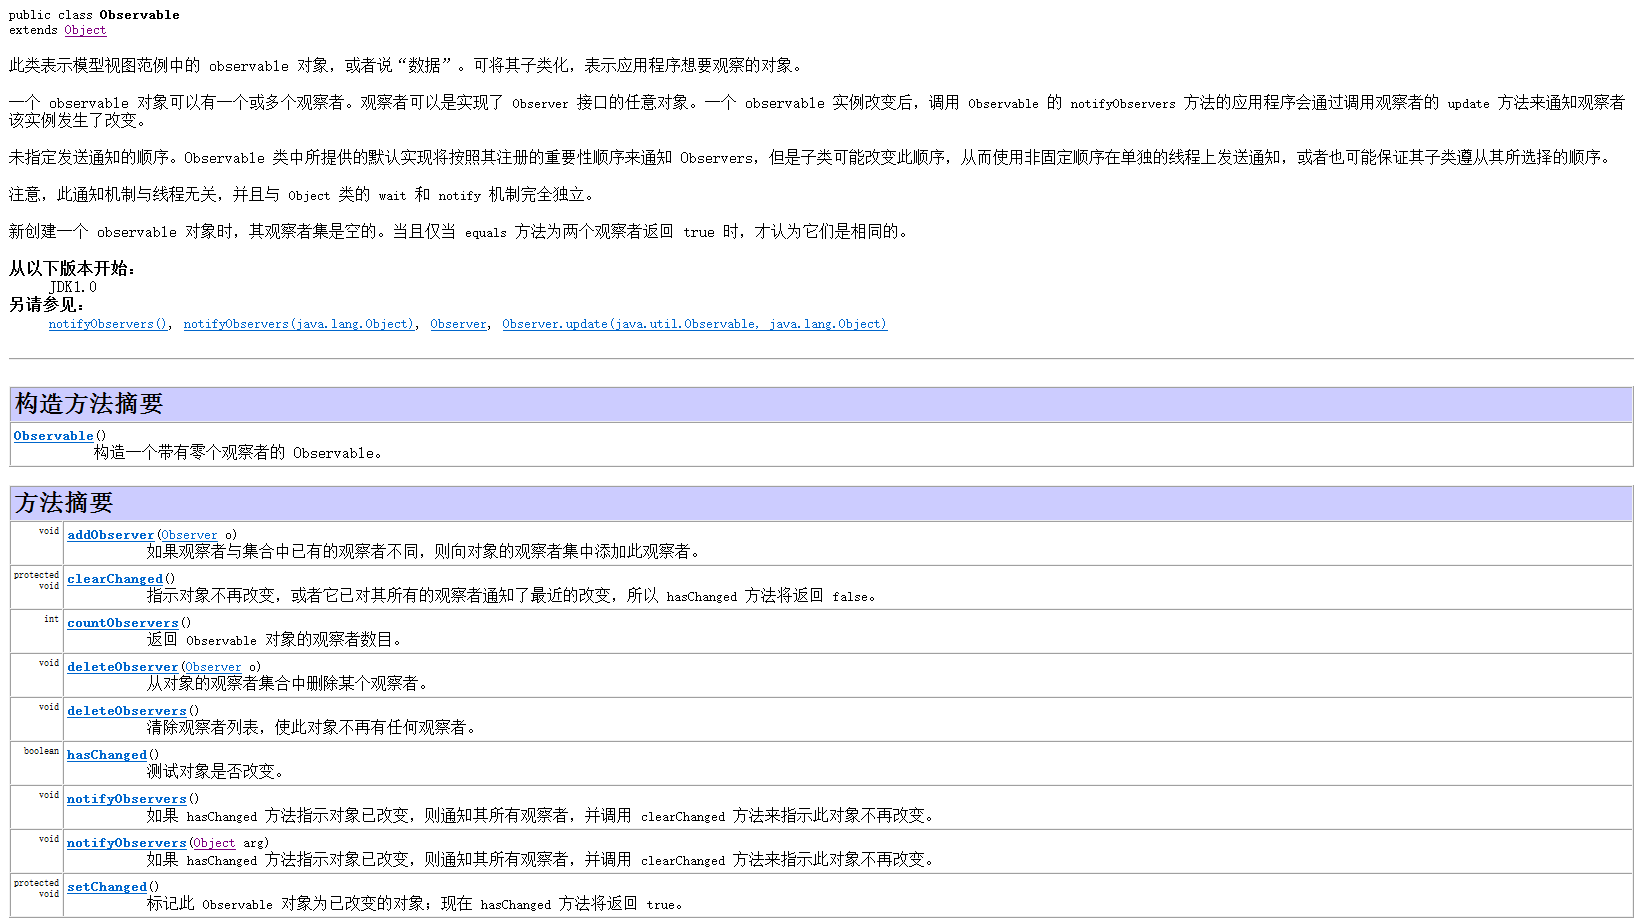 public class Observable
extends Object
此类表示模型视图范例中的 observable 对象，或者说“数据”。可将其子类化，表示应用程序想要观察的对象。
一个 observable 对象可以有一个或多个观察者。观察者可以是实现了 Observer 接口的任意对象。一个 observable 实例改变后，调用 Observable 的 notifyObservers 方法的应用程序会通过调用观察者的 update 方法来通知观察者
该实例发生了改变。
未指定发送通知的顺序。Observable 类中所提供的默认实现将按照其注册的重要性顺序来通知 Observers，但是子类可能改变此顺序，从而使用非固定顺序在单独的线程上发送通知，或者也可能保证其子类遵从其所选择的顺序。
注意，此通知机制与线程无关，并且与 Object 类的 wait 和 notify 机制完全独立。
新创建一个 observable 对象时，其观察者集是空的。当且仅当 equals 方法为两个观察者返回 true 时，才认为它们是相同的。
从以下版本开始：
JDK1.0
另请参见：
notifyObservers(), notifyObservers(java.lang.Object), Observer, Observer.update(java.util.Observable, java.lang.Object)
构造方法摘要
Observable()
构造一个带有零个观察者的 Observable。
方法摘要
void addObserver(Observer o)
如果观察者与集合中已有的观察者不同，则向对象的观察者集中添加此观察者。
protected void clearChanged()
指示对象不再改变，或者它已对其所有的观察者通知了最近的改变，所以 hasChanged 方法将返回 false。
int countObservers()
返回 Observable 对象的观察者数目。
void deleteObserver(Observer o)
从对象的观察者集合中删除某个观察者。
void deleteObservers()
清除观察者列表，使此对象不再有任何观察者。
boolean hasChanged()
测试对象是否改变。
void notifyObservers()
如果 hasChanged 方法指示对象已改变，则通知其所有观察者，并调用 clearChanged 方法来指示此对象不再改变。
void notifyObservers(Object arg)
如果 hasChanged 方法指示对象已改变，则通知其所有观察者，并调用 clearChanged 方法来指示此对象不再改变。
protected void setChanged()
标记此 Observable 对象为已改变的对象；现在 hasChanged 方法将返回 true。